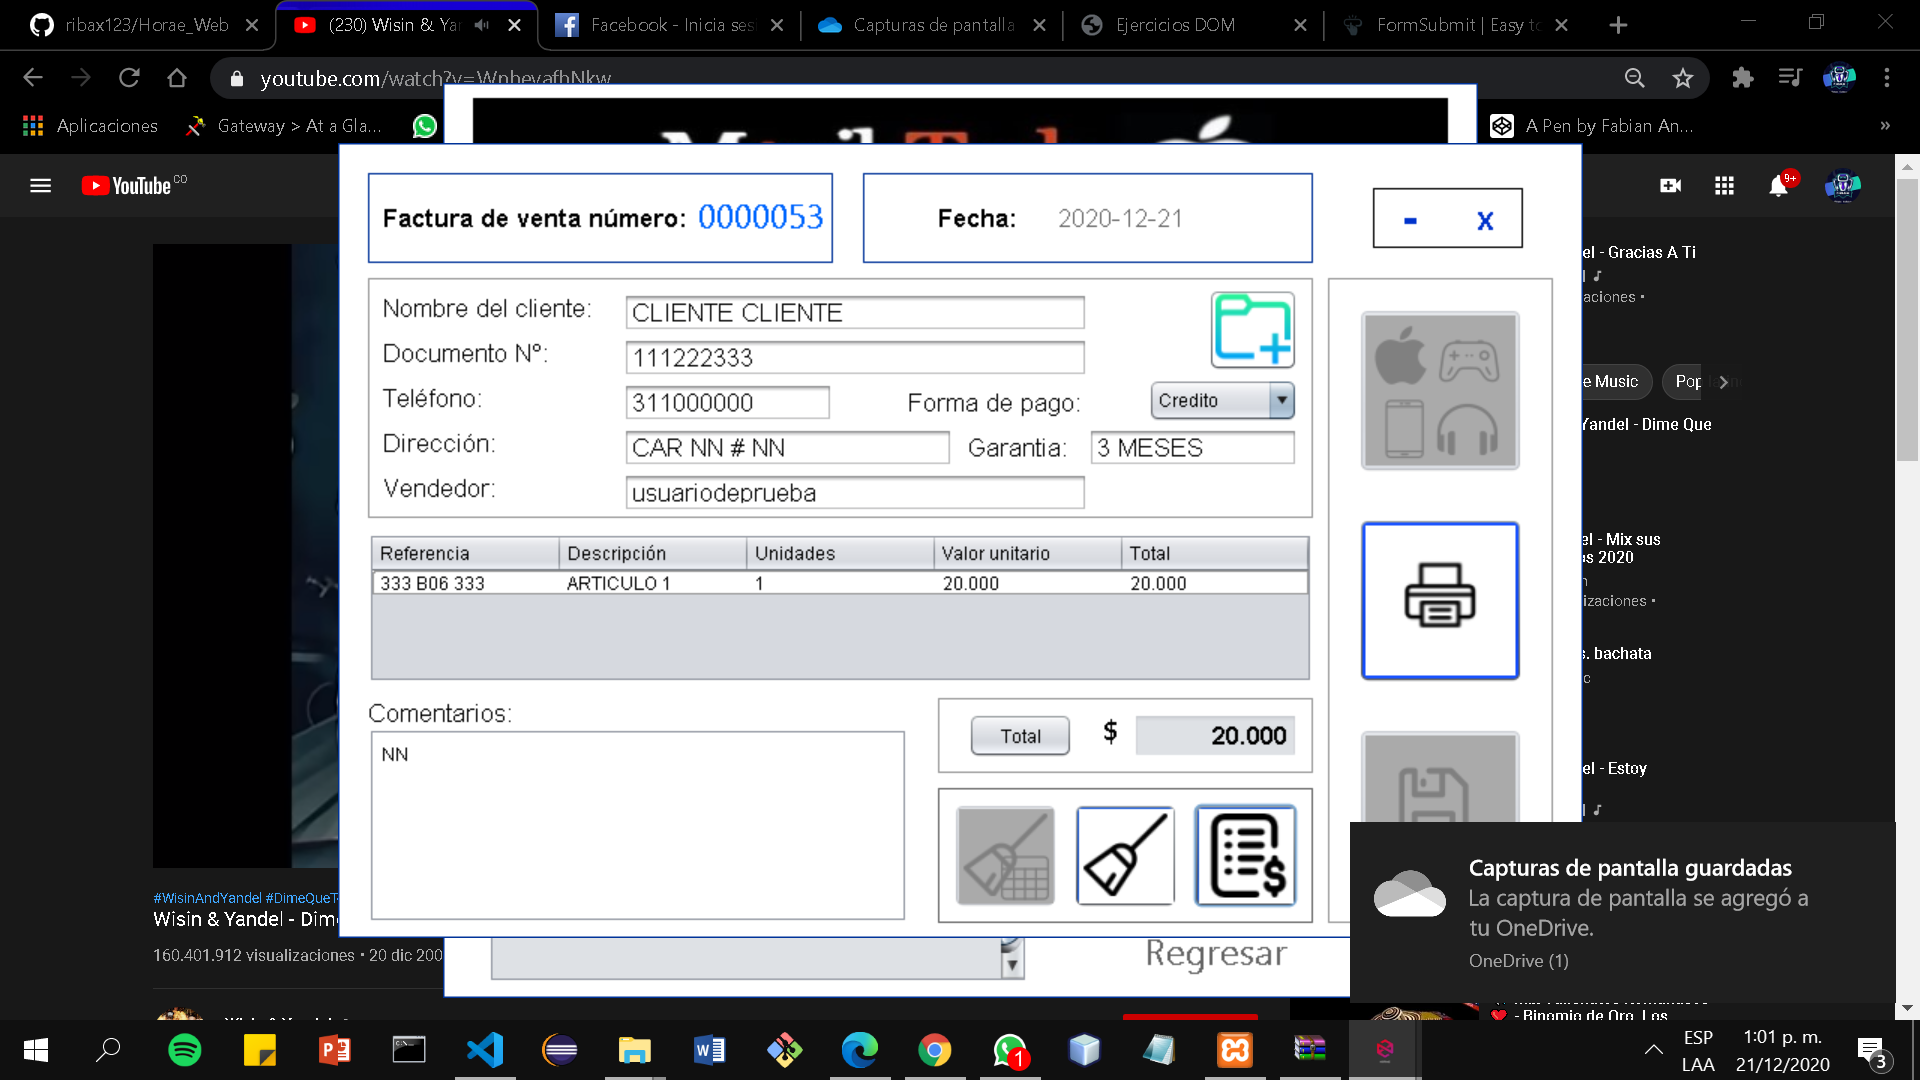 ribax123/Horae_Web
(230) Wisin & Ya
Facebook - Inicia ses
Capturas de pantalla
Ejercicios DOM
FormSubmit | Easy to
youtube.com/watch?v=WnhevafhNkw
Aplicaciones
Gateway > At a Gla...
A Pen by Fabian An...
YouTube CO
9+
Factura de venta número: 0000053
Fecha: 2020-12-21
- x
Nombre del cliente: CLIENTE CLIENTE
Documento Nº: 111222333
Teléfono: 311000000
Forma de pago: Credito
Dirección: CAR NN # NN
Garantia: 3 MESES
Vendedor: usuariodeprueba
Referencia Descripción Unidades Valor unitario Total
333 B06 333 ARTICULO 1 1 20.000 20.000
Comentarios:
NN
Total $ 20.000
Regresar
el - Gracias A Ti
aciones •
e Music
Pop
Yandel - Dime Que
el - Mix sus
s 2020
izaciones •
s. bachata
el - Estoy
#WisinAndYandel #DimeQueT
Wisin & Yandel - Dim
160.401.912 visualizaciones • 20 dic 200
- Binomio de Oro, Los
Capturas de pantalla guardadas
La captura de pantalla se agregó a
tu OneDrive.
OneDrive (1)
1
ESP
LAA
1:01 p. m.
21/12/2020
3